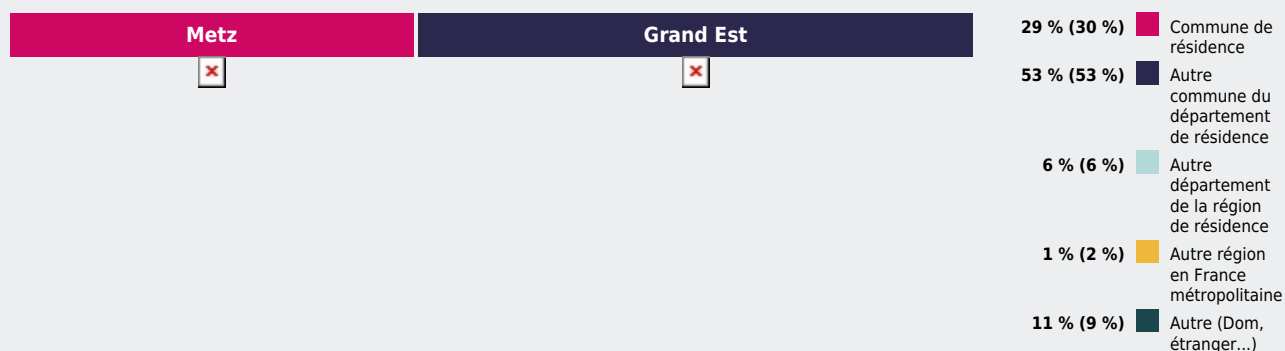 Metz
Grand Est
29 % (30 %)
Commune de
résidence
53 % (53 %)
Autre
commune du
département
de résidence
6 % (6 %)
Autre
département
de la région
de résidence
1 % (2 %)
Autre région
en France
métropolitaine
11 % (9 %)
Autre (Dom,
étranger...)